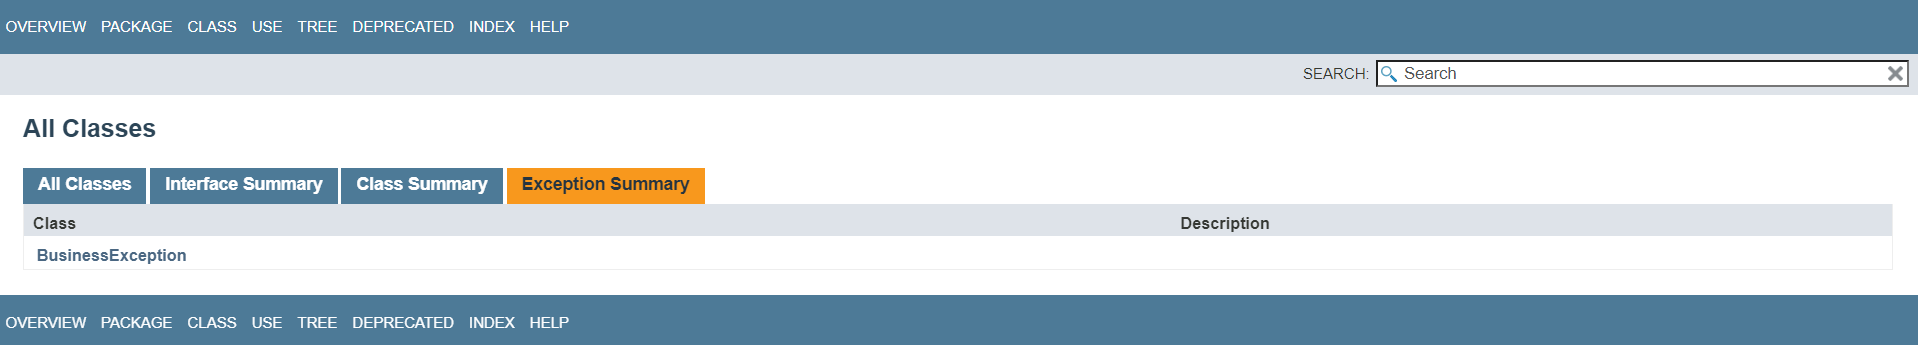 OVERVIEW PACKAGE CLASS USE TREE DEPRECATED INDEX HELP
SEARCH: Search
All Classes
All Classes Interface Summary Class Summary Exception Summary
Class Description
BusinessException
OVERVIEW PACKAGE CLASS USE TREE DEPRECATED INDEX HELP